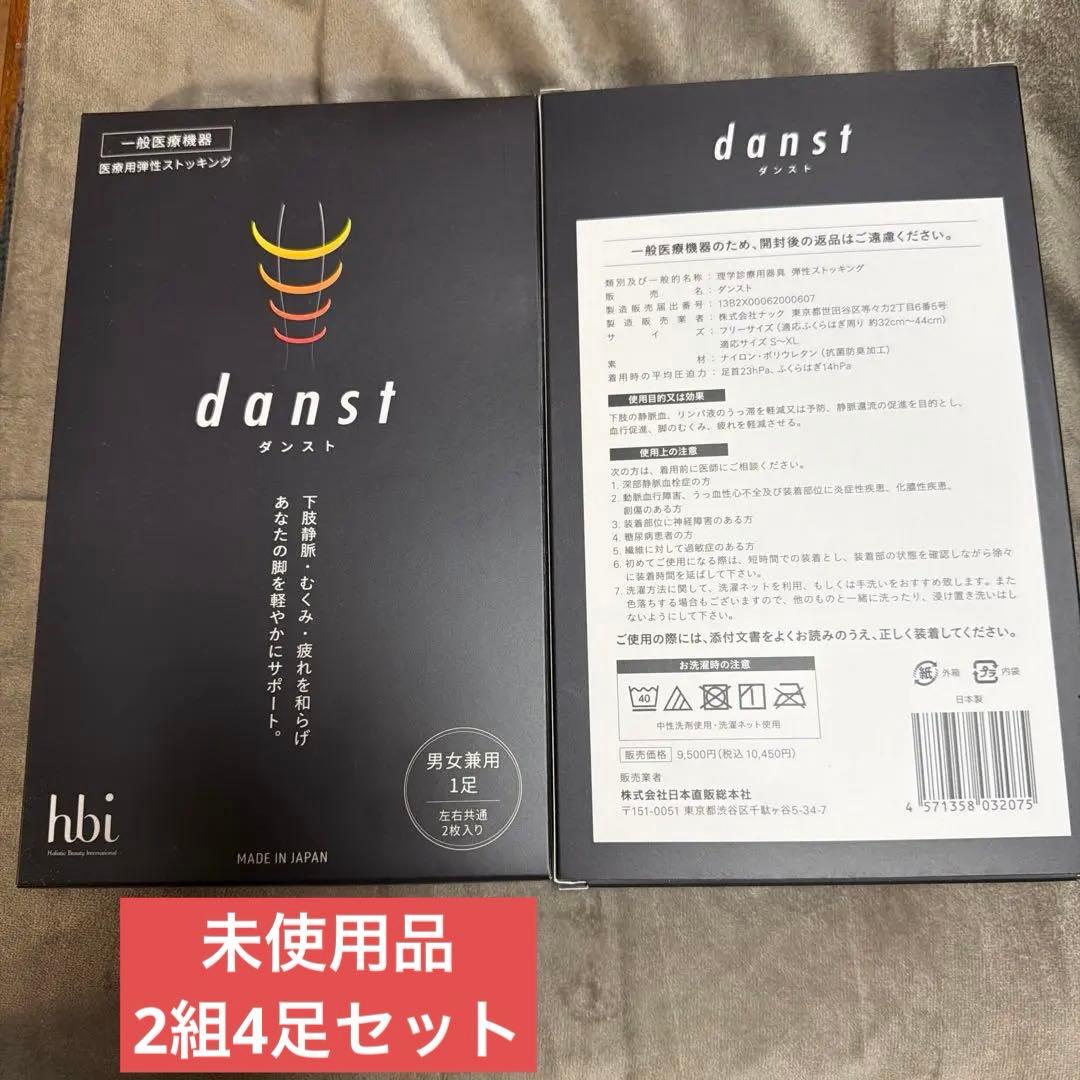 一般医療機器
医療用弾性ストッキング
danst
ダンスト
下肢静脈・むくみ・疲れを和らげ
あなたの脚を軽やかにサポート。
男女兼用
1足
左右共通
2枚入り
hbi
Holistic Beauty International
MADE IN JAPAN
danst
ダンスト
一般医療機器のため、開封後の返品はご遠慮ください。
類別及び一般的名称：理学診療用器具 弾性ストッキング
販売名：ダンスト
製造販売届出番号：13B2X00062000607
製造販売業者：株式会社ナック 東京都世田谷区等々力2丁目6番5号
サイズ：フリーサイズ（適応ふくらはぎ周り 約32cm〜44cm）
適応サイズ S〜XL
素材：ナイロン・ポリウレタン（抗菌防臭加工）
着用時の平均圧迫力：足首23hPa、ふくらはぎ14hPa
使用目的又は効果
下肢の静脈血、リンパ液のうっ滞を軽減又は予防、静脈還流の促進を目的とし、
血行促進、脚のむくみ、疲れを軽減させる。
使用上の注意
次の方は、着用前に医師にご相談ください。
1. 深部静脈血栓症の方
2. 動脈血行障害、うっ血性心不全及び装着部位に炎症性疾患、化膿性疾患、
創傷のある方
3. 装着部位に神経障害のある方
4. 糖尿病患者の方
5. 繊維に対して過敏症のある方
6. 初めてご使用になる際は、短時間での装着とし、装着部の状態を確認しながら徐々
に装着時間を延ばして下さい。
7. 洗濯方法に関して、洗濯ネットを利用、もしくは手洗いをおすすめ致します。また
色落ちする場合もございますので、他のものと一緒に洗ったり、浸け置き洗いはし
ないようにして下さい。
ご使用の際には、添付文書をよくお読みのうえ、正しく装着してください。
お洗濯時の注意
40
中性洗剤使用・洗濯ネット使用
紙 外箱 プラ 内袋
日本製
販売価格 9,500円（税込10,450円）
販売業者
株式会社日本直販総本社
〒151-0051 東京都渋谷区千駄ヶ谷5-34-7
4 571358 032075
未使用品
2組4足セット